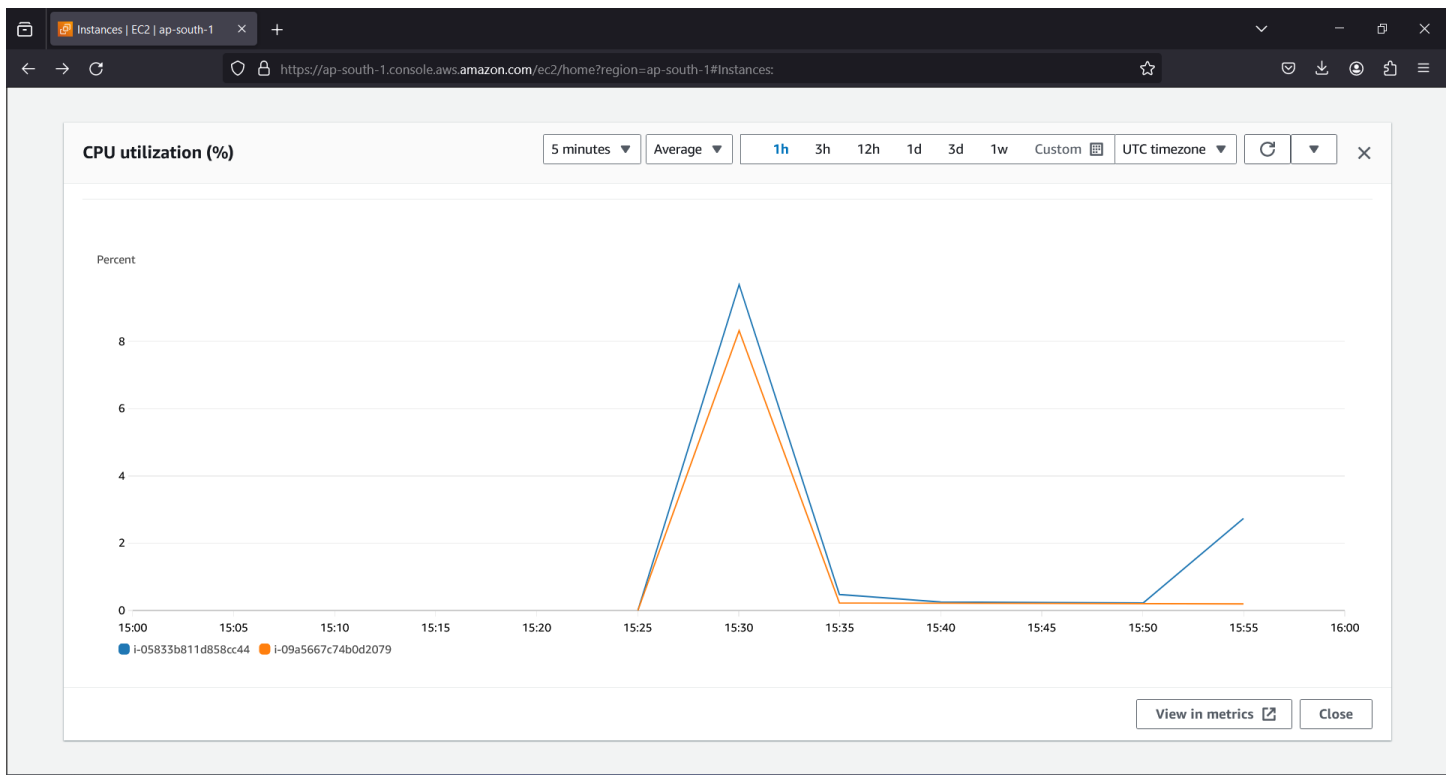 Instances | EC2 | ap-south-1
https://ap-south-1.console.aws.amazon.com/ec2/home?region=ap-south-1#Instances:
CPU utilization (%)
5 minutes Average 1h 3h 12h 1d 3d 1w Custom UTC timezone
Percent
8
6
4
2
0
15:00 15:05 15:10 15:15 15:20 15:25 15:30 15:35 15:40 15:45 15:50 15:55 16:00
i-05833b811d858cc44 i-09a5667c74b0d2079
View in metrics Close